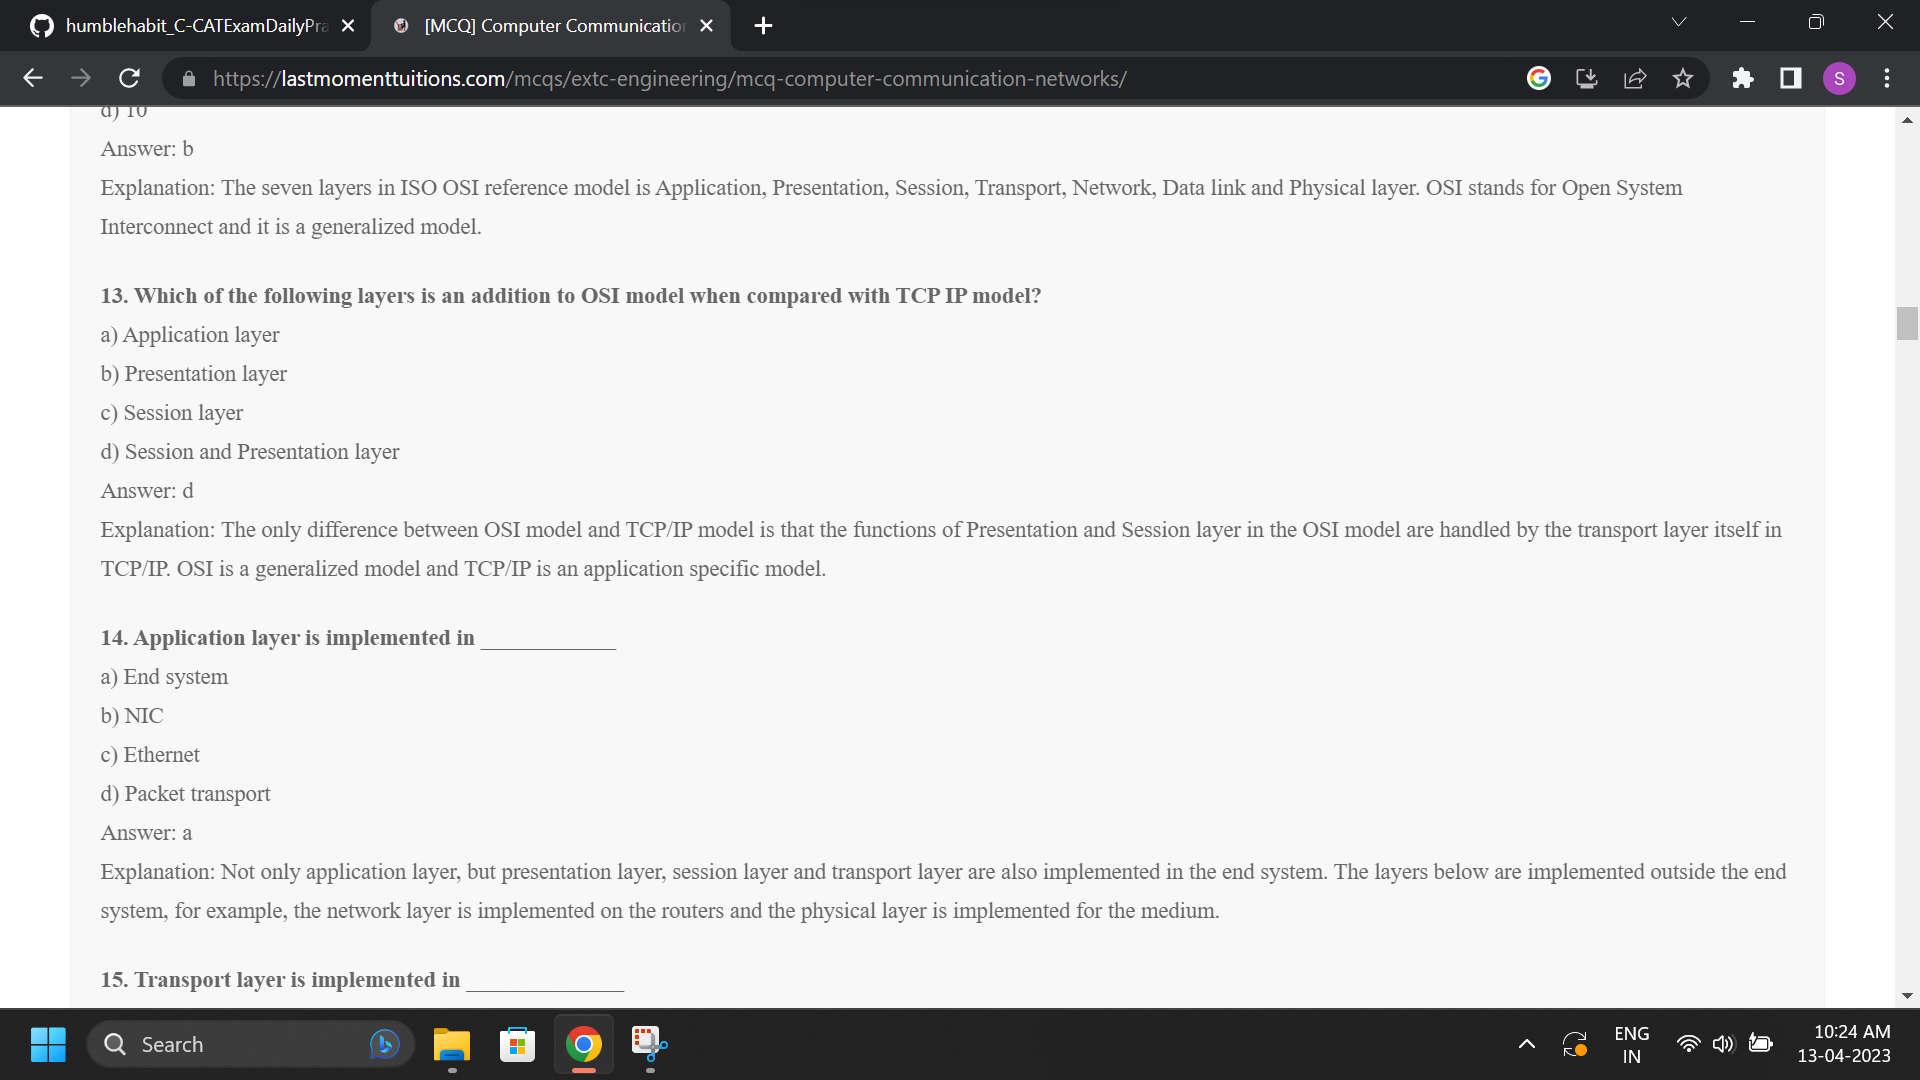 humblehabit_C-CATExamDailyPra
[MCQ] Computer Communication
https://lastmomenttuitions.com/mcqs/extc-engineering/mcq-computer-communication-networks/
S
d) 10
Answer: b
Explanation: The seven layers in ISO OSI reference model is Application, Presentation, Session, Transport, Network, Data link and Physical layer. OSI stands for Open System
Interconnect and it is a generalized model.
13. Which of the following layers is an addition to OSI model when compared with TCP IP model?
a) Application layer
b) Presentation layer
c) Session layer
d) Session and Presentation layer
Answer: d
Explanation: The only difference between OSI model and TCP/IP model is that the functions of Presentation and Session layer in the OSI model are handled by the transport layer itself in
TCP/IP. OSI is a generalized model and TCP/IP is an application specific model.
14. Application layer is implemented in ____________
a) End system
b) NIC
c) Ethernet
d) Packet transport
Answer: a
Explanation: Not only application layer, but presentation layer, session layer and transport layer are also implemented in the end system. The layers below are implemented outside the end
system, for example, the network layer is implemented on the routers and the physical layer is implemented for the medium.
15. Transport layer is implemented in ______________
Search
ENG
IN
10:24 AM
13-04-2023